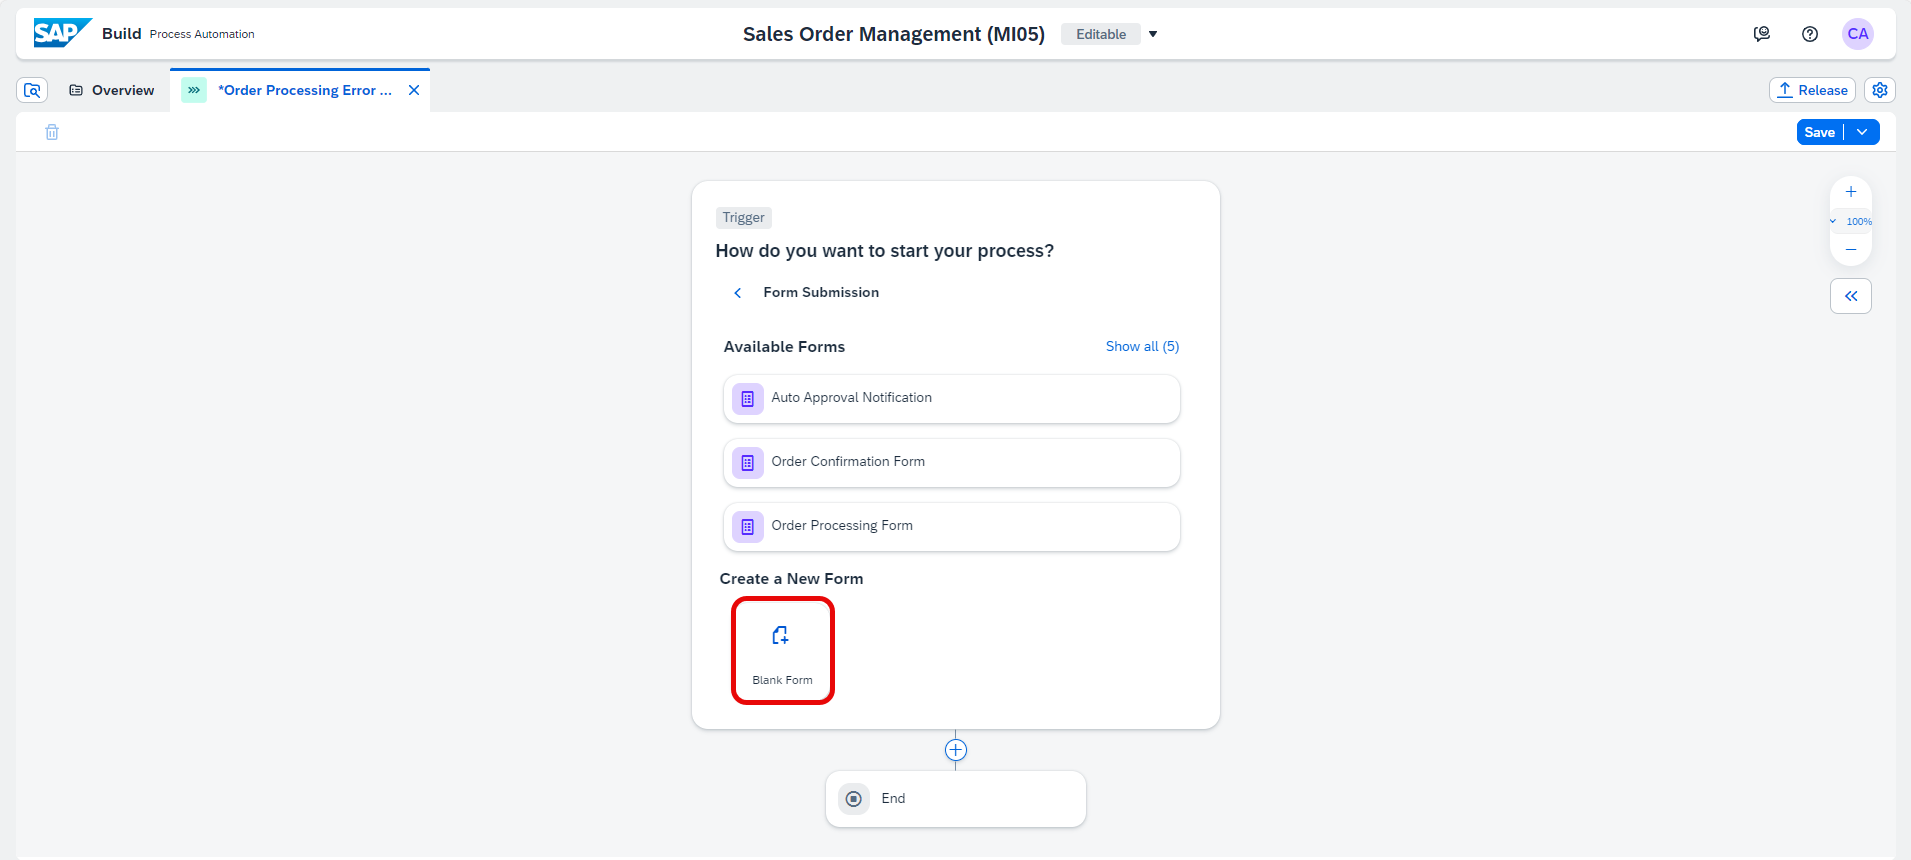 SAP Build Process Automation
Sales Order Management (MI05) Editable
CA
Overview
*Order Processing Error ...
Release
Save
100%
Trigger
How do you want to start your process?
Form Submission
Available Forms
Show all (5)
Auto Approval Notification
Order Confirmation Form
Order Processing Form
Create a New Form
Blank Form
End